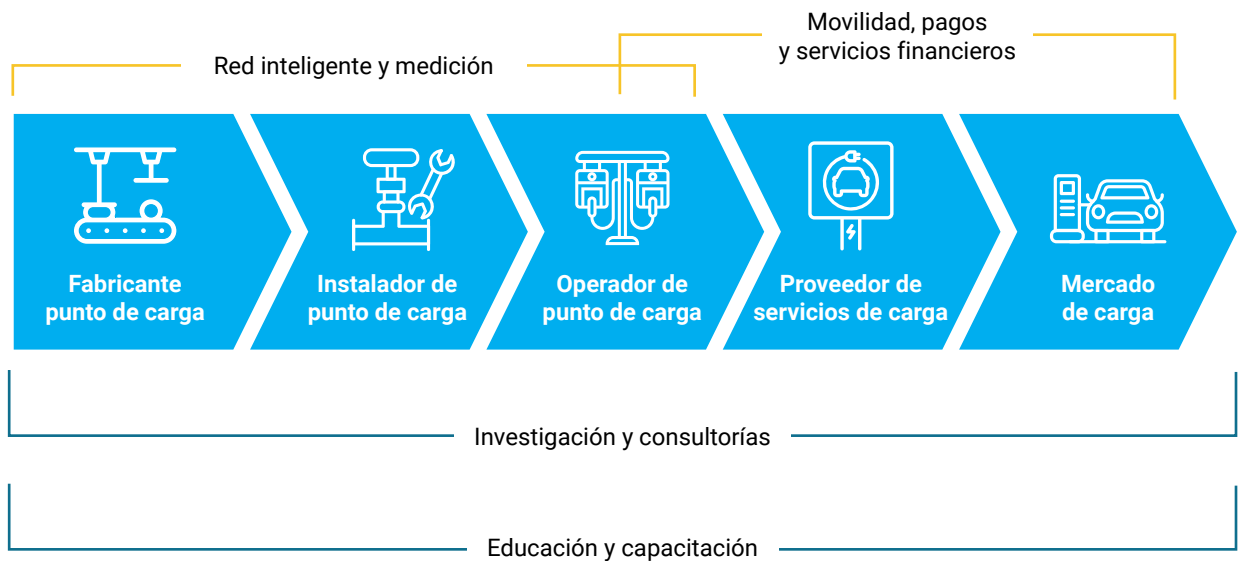 Movilidad, pagos
y servicios financieros
Red inteligente y medición
Fabricante
punto de carga
Instalador de
punto de carga
Operador de
punto de carga
Proveedor de
servicios de carga
Mercado
de carga
Investigación y consultorías
Educación y capacitación